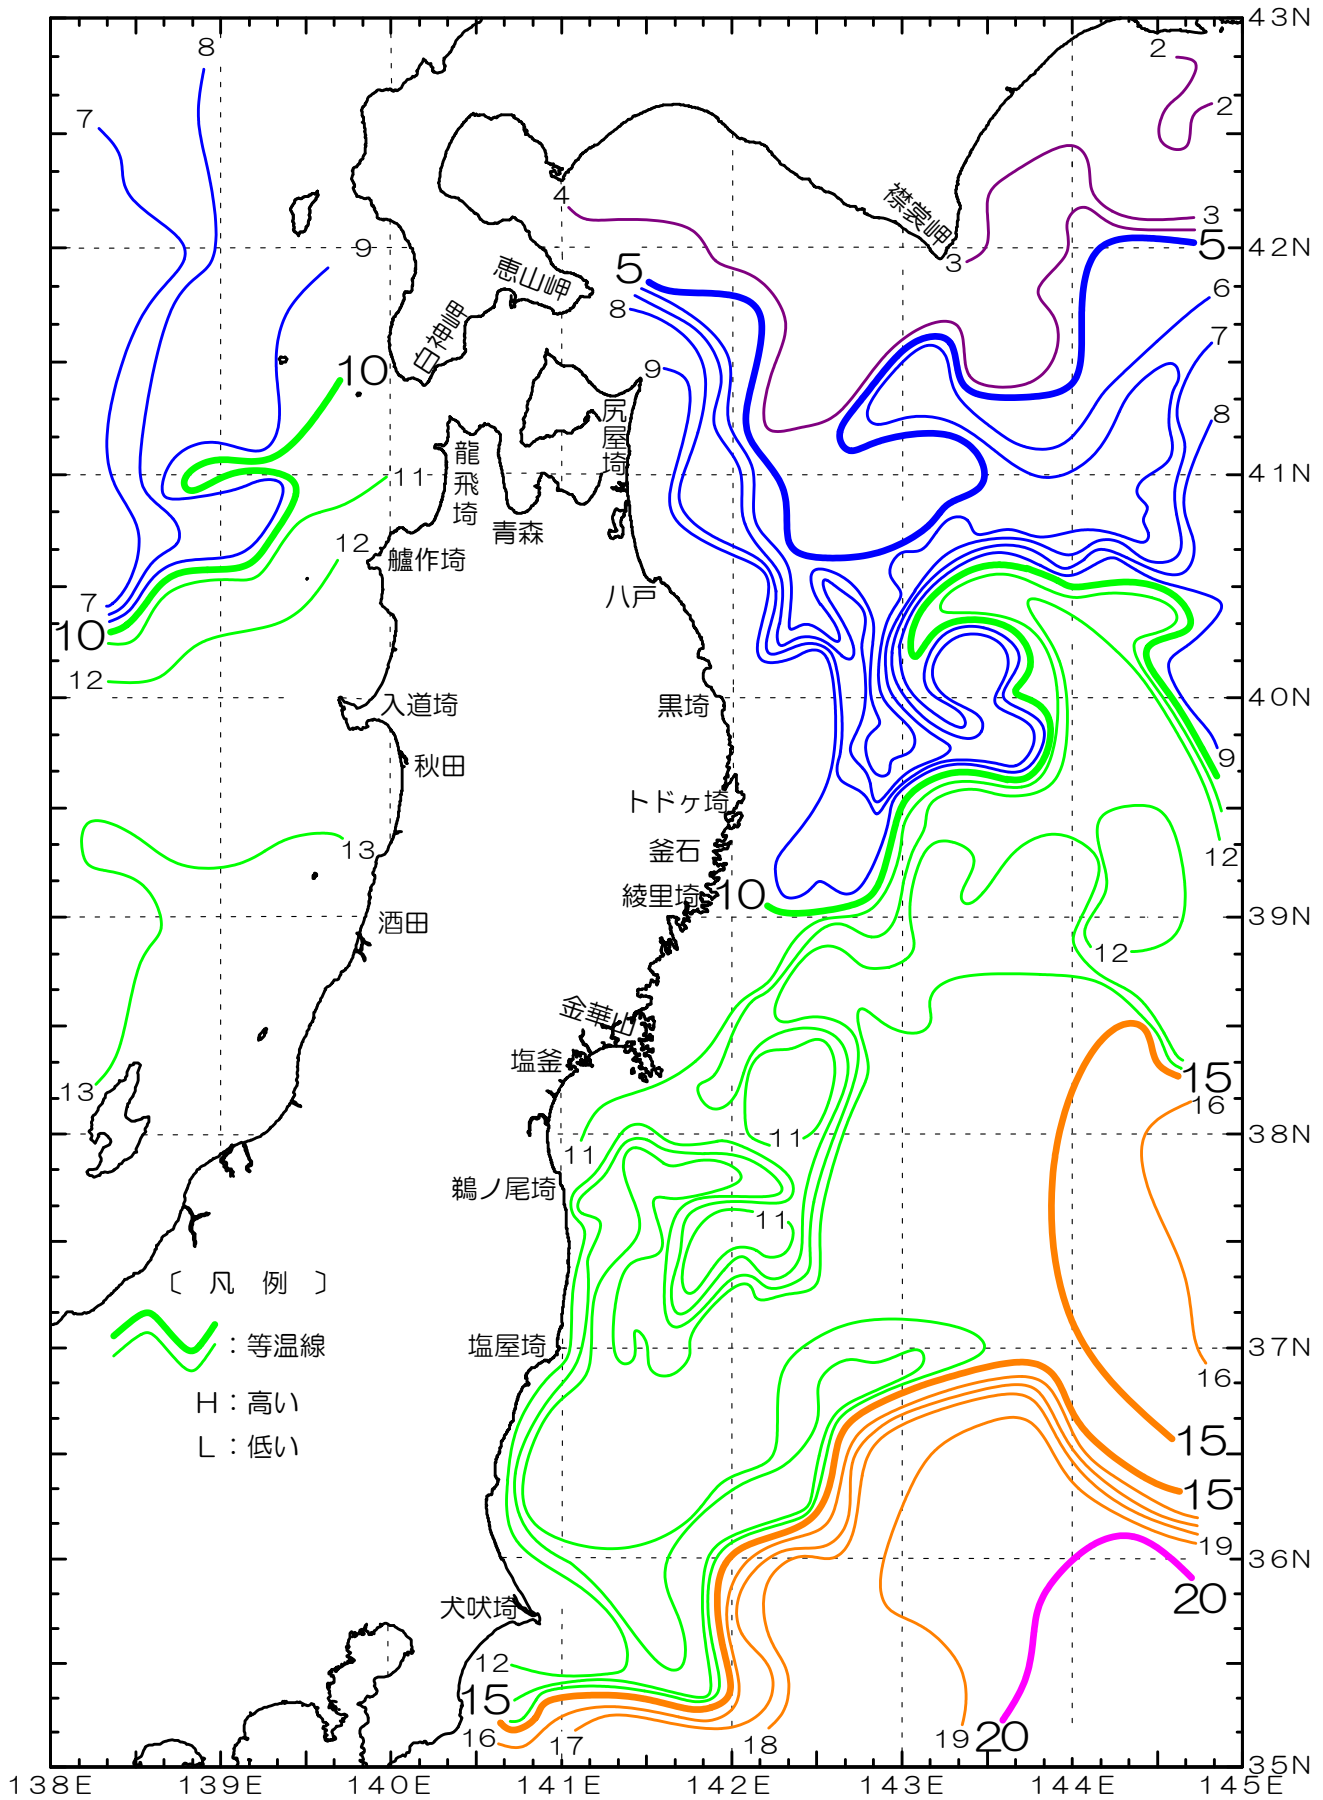 43N
8
2
7
2
襟裳岬
4
3
3
9
42N
5
恵山岬
5
6
8
白神岬
7
10
9
尻屋埼
8
龍飛埼
11
41N
青森
12
艫作埼
7
八戸
10
12
入道埼
黒埼
40N
秋田
9
トドヶ埼
13
釜石
12
綾里埼
10
酒田
39N
12
金華山
塩釜
15
13
16
11
11
38N
鵜ノ尾埼
11
〔 凡 例 〕
:等温線
塩屋埼
37N
16
H:高い
L:低い
15
15
19
36N
20
犬吠埼
12
15
16
17
18
19
20
35N
138E
139E
140E
141E
142E
143E
144E
145E